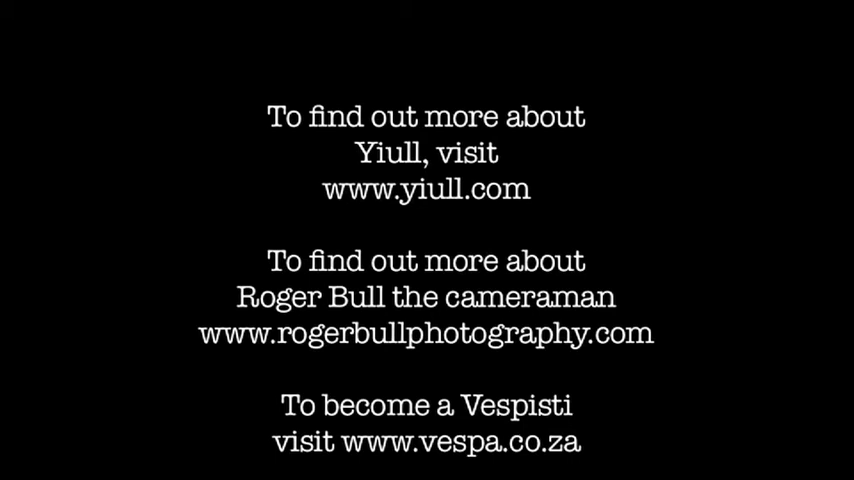 To find out more about
Yiull, visit
www.yiull.com
To find out more about
Roger Bull the cameraman
www.rogerbullphotography.com
To become a Vespisti
visit www.vespa.co.za